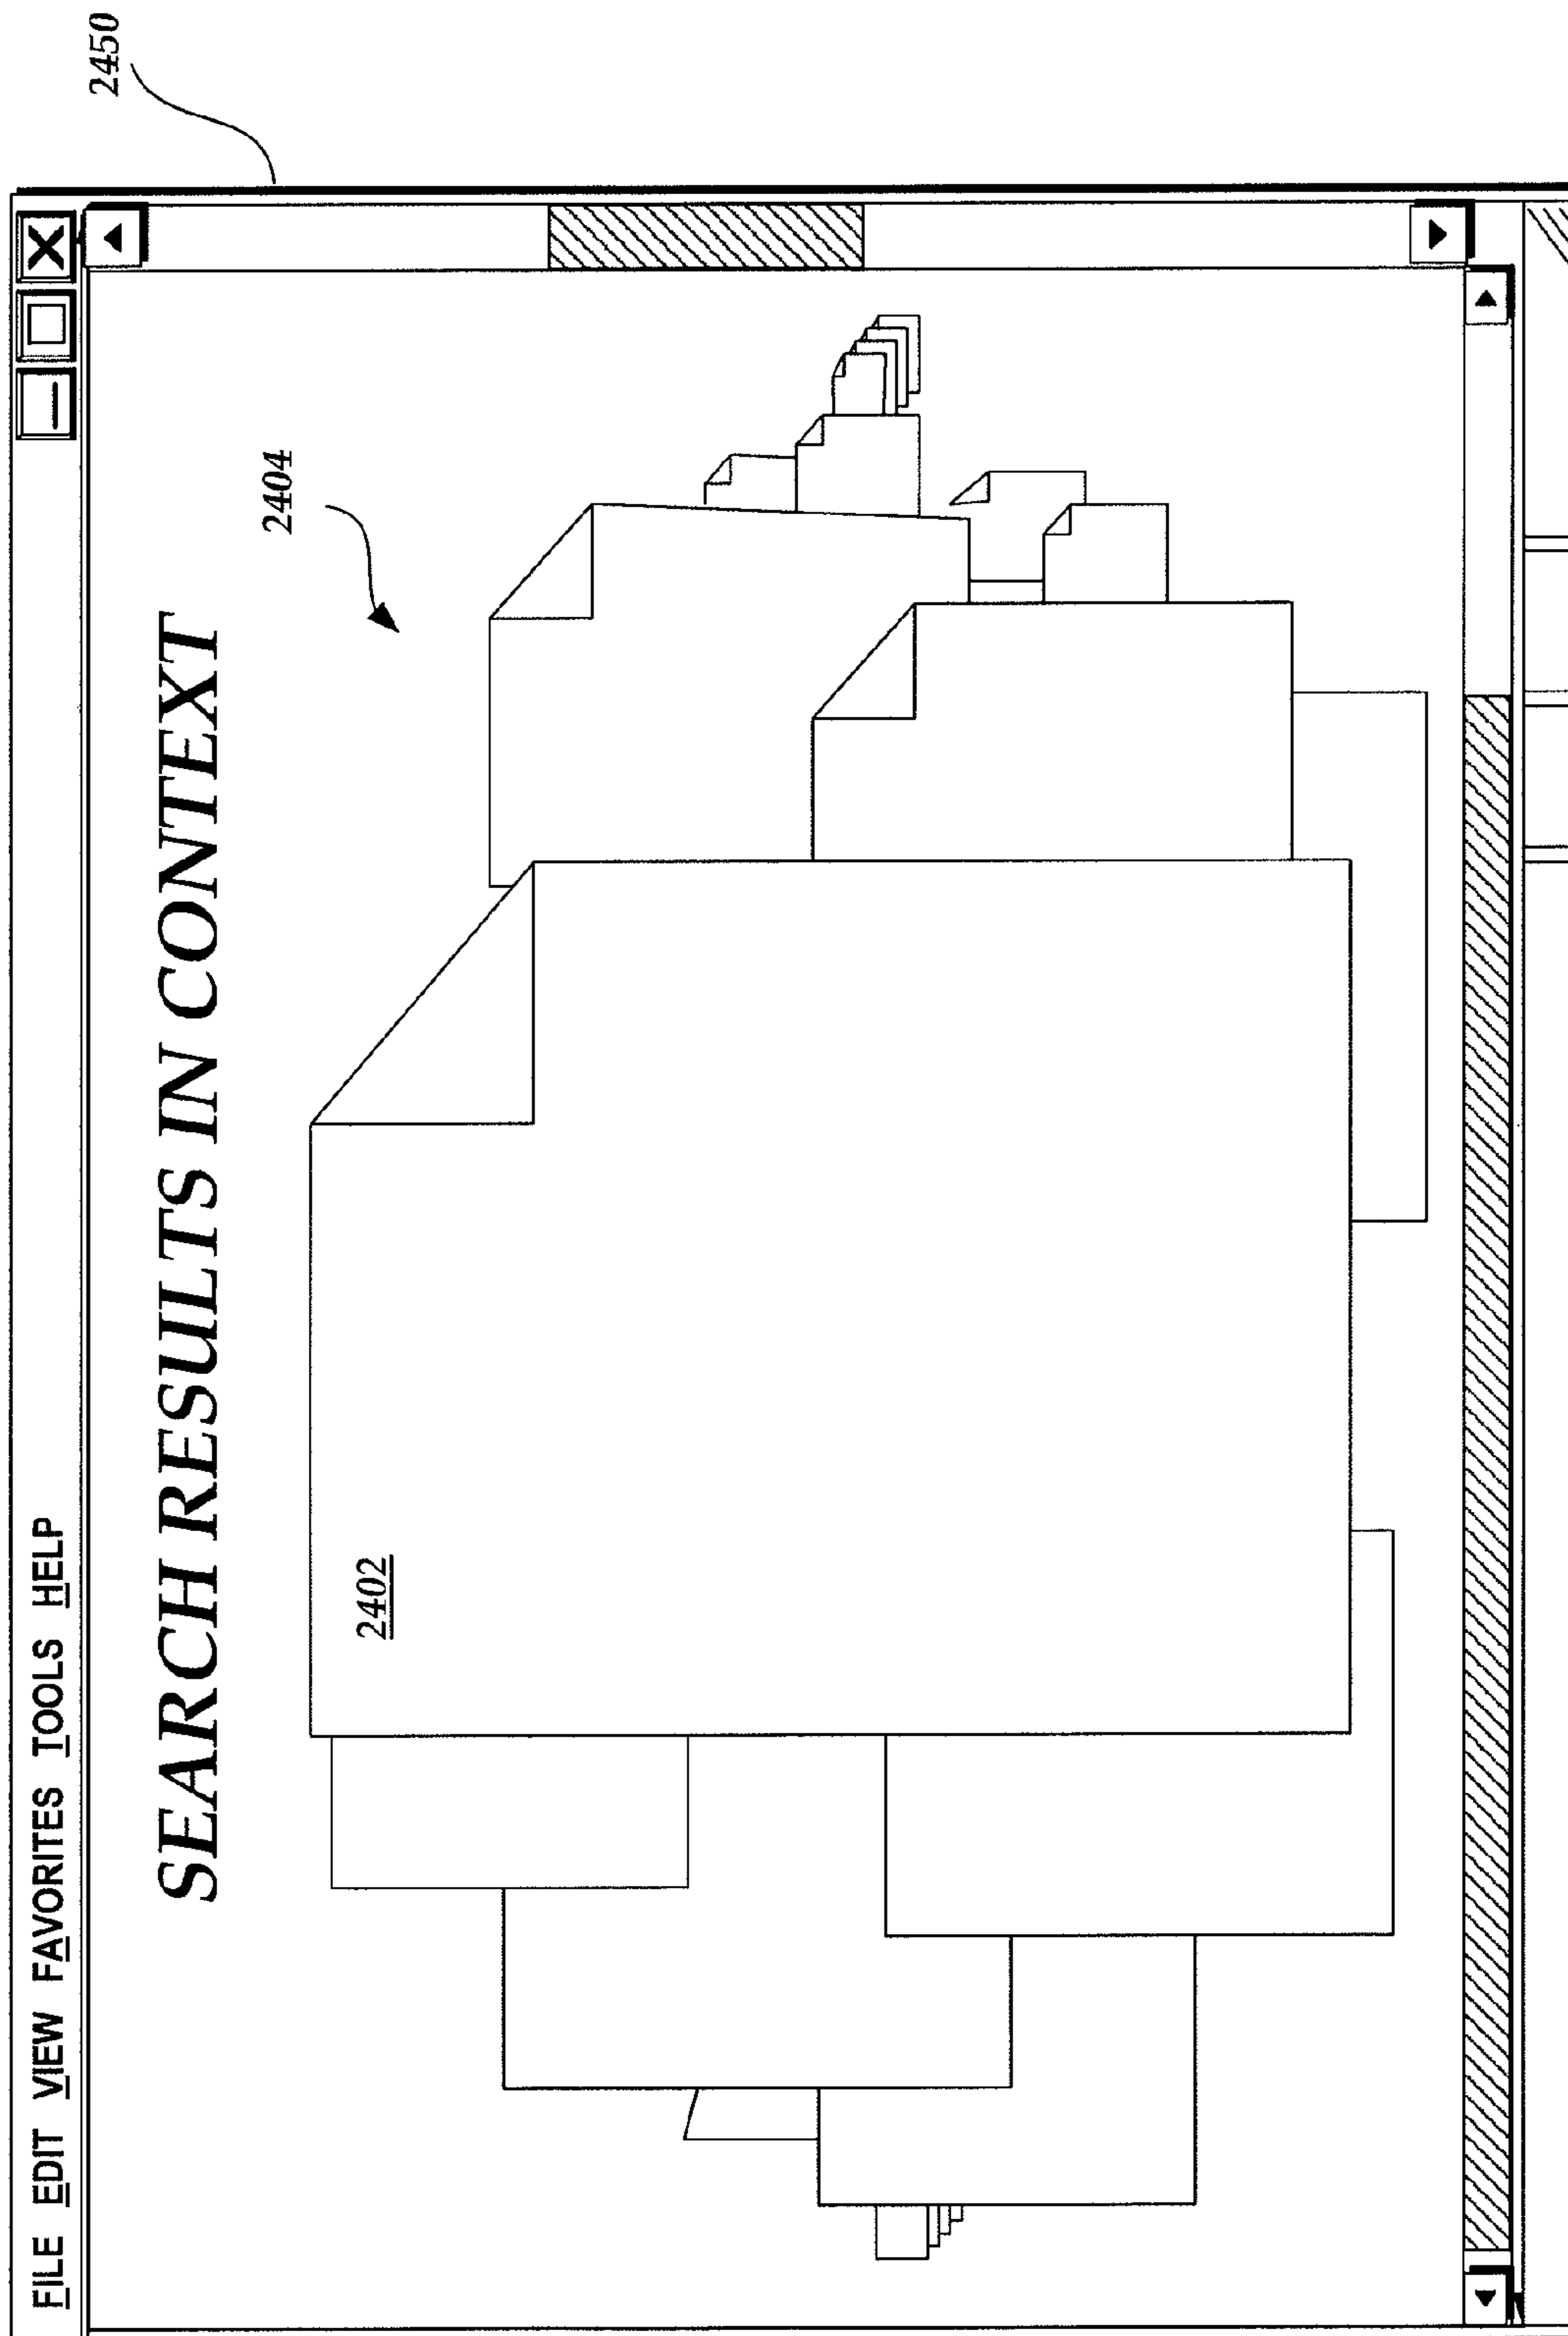 2450
FILE EDIT VIEW FAVORITES TOOLS HELP
SEARCH RESULTS IN CONTEXT
2404
2402